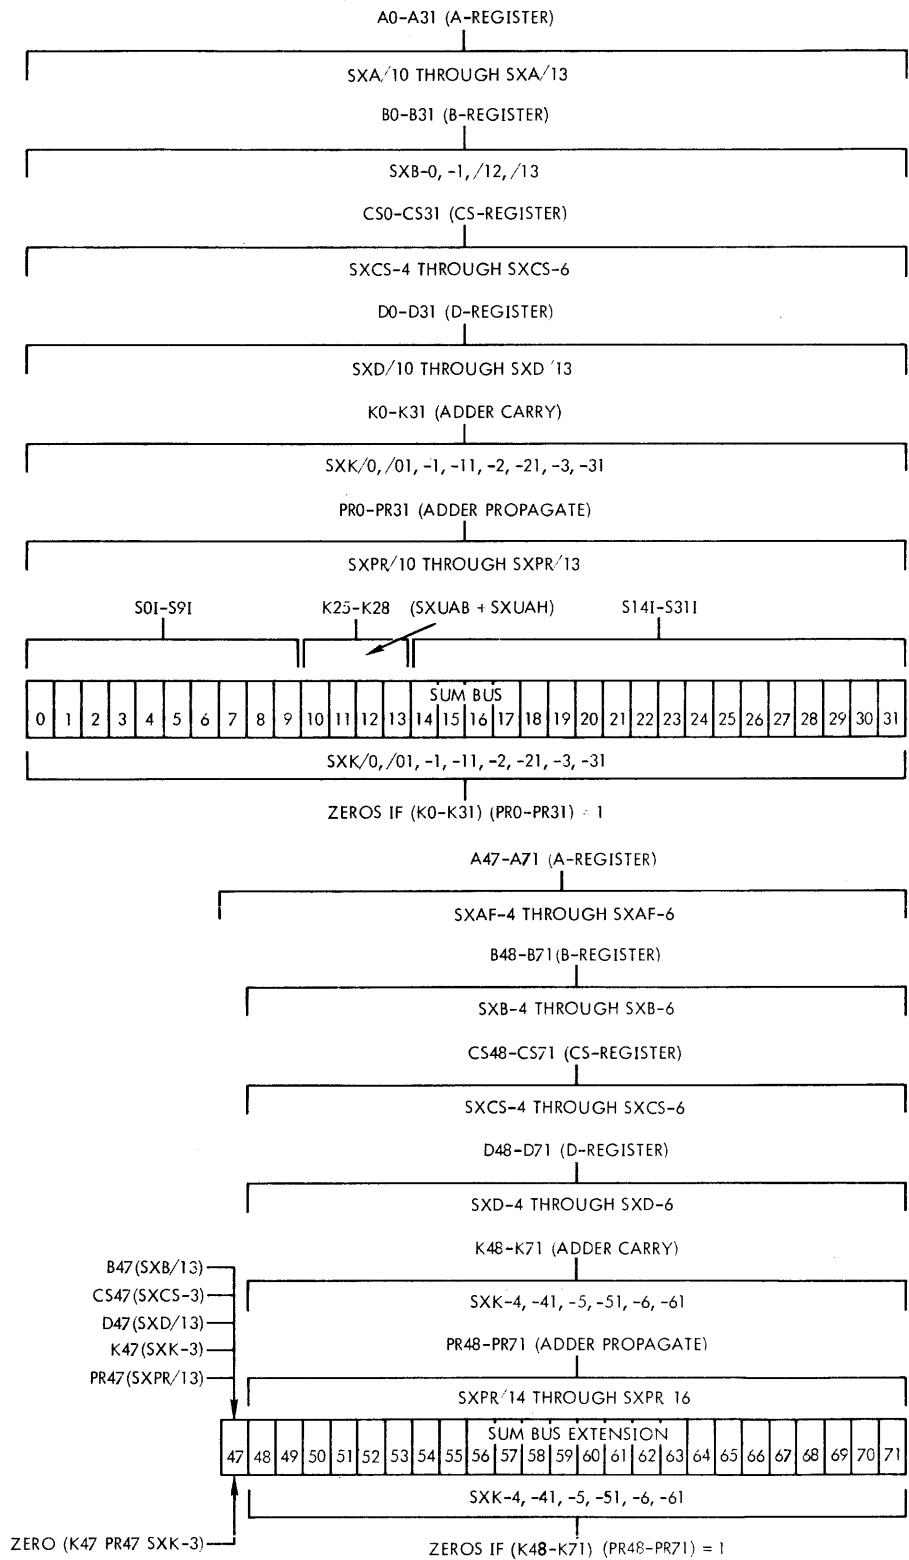 A0-A31 (A-REGISTER)
SXA/10 THROUGH SXA/13
B0-B31 (B-REGISTER)
SXB-0, -1, /12, /13
CS0-CS31 (CS-REGISTER)
SXCS-4 THROUGH SXCS-6
D0-D31 (D-REGISTER)
SXD/10 THROUGH SXD '13
K0-K31 (ADDER CARRY)
SXK/0, /01, -1, -11, -2, -21, -3, -31
PR0-PR31 (ADDER PROPAGATE)
SXPR/10 THROUGH SXPR/13
S0I-S9I K25-K28 (SXUAB + SXUAH) S14I-S31I
SUM BUS
0 1 2 3 4 5 6 7 8 9 10 11 12 13 14 15 16 17 18 19 20 21 22 23 24 25 26 27 28 29 30 31
SXK/0, /01, -1, -11, -2, -21, -3, -31
ZEROS IF (K0-K31) (PR0-PR31) = 1
A47-A71 (A-REGISTER)
SXAF-4 THROUGH SXAF-6
B48-B71(B-REGISTER)
SXB-4 THROUGH SXB-6
CS48-CS71 (CS-REGISTER)
SXCS-4 THROUGH SXCS-6
D48-D71 (D-REGISTER)
SXD-4 THROUGH SXD-6
K48-K71 (ADDER CARRY)
B47(SXB/13)
CS47(SXCS-3)
SXK-4, -41, -5, -51, -6, -61
D47(SXD/13)
K47(SXK-3)
PR48-PR71 (ADDER PROPAGATE)
PR47(SXPR/13)
SXPR/14 THROUGH SXPR 16
SUM BUS EXTENSION
47 48 49 50 51 52 53 54 55 56 57 58 59 60 61 62 63 64 65 66 67 68 69 70 71
SXK-4, -41, -5, -51, -6, -61
ZERO (K47 PR47 SXK-3)
ZEROS IF (K48-K71) (PR48-PR71) = 1